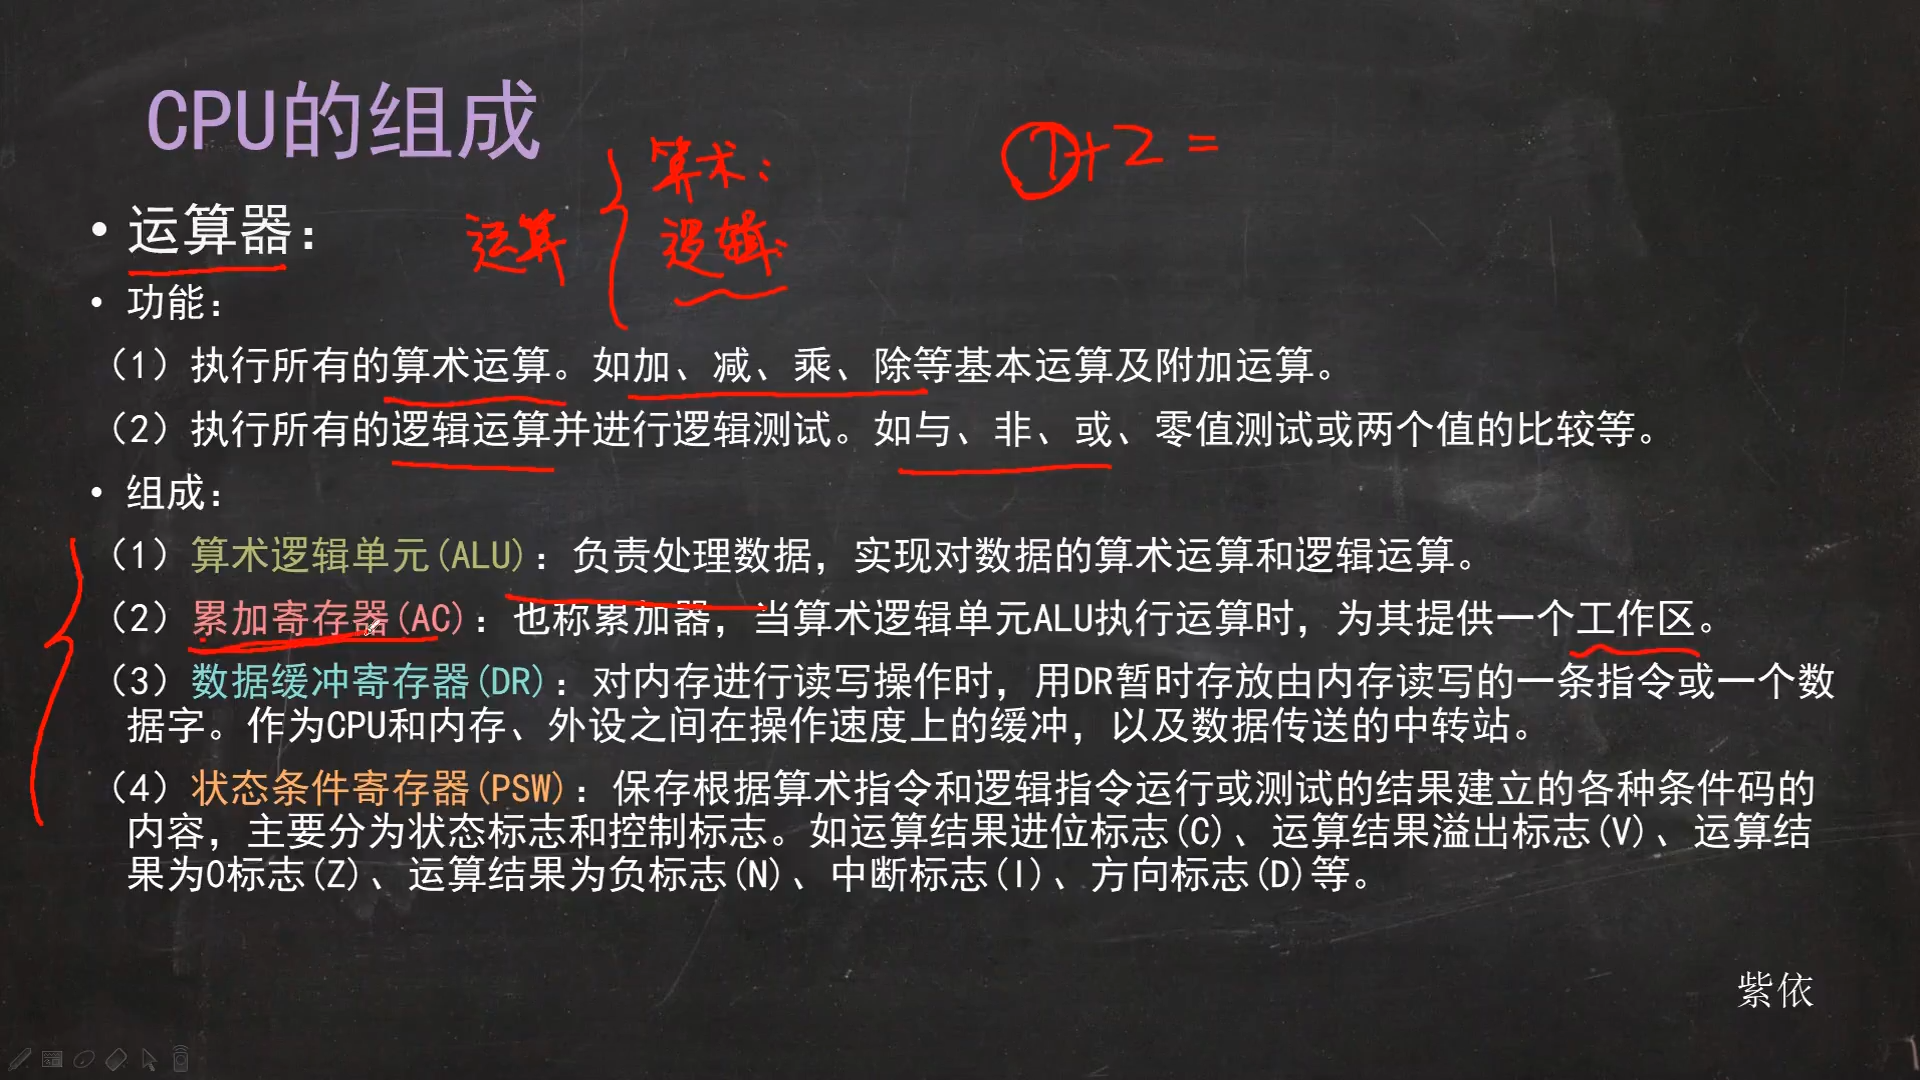 CPU的组成
算术:
①+2=
• 运算器:
运算
逻辑:
• 功能:
(1)执行所有的算术运算。如加、减、乘、除等基本运算及附加运算。
(2)执行所有的逻辑运算并进行逻辑测试。如与、非、或、零值测试或两个值的比较等。
• 组成:
(1)算术逻辑单元(ALU):负责处理数据,实现对数据的算术运算和逻辑运算。
(2)累加寄存器(AC):也称累加器,当算术逻辑单元ALU执行运算时,为其提供一个工作区。
(3)数据缓冲寄存器(DR):对内存进行读写操作时,用DR暂时存放由内存读写的一条指令或一个数
据字。作为CPU和内存、外设之间在操作速度上的缓冲,以及数据传送的中转站。
(4)状态条件寄存器(PSW):保存根据算术指令和逻辑指令运行或测试的结果建立的各种条件码的
内容,主要分为状态标志和控制标志。如运算结果进位标志(C)、运算结果溢出标志(V)、运算结
果为0标志(Z)、运算结果为负标志(N)、中断标志(I)、方向标志(D)等。
紫依